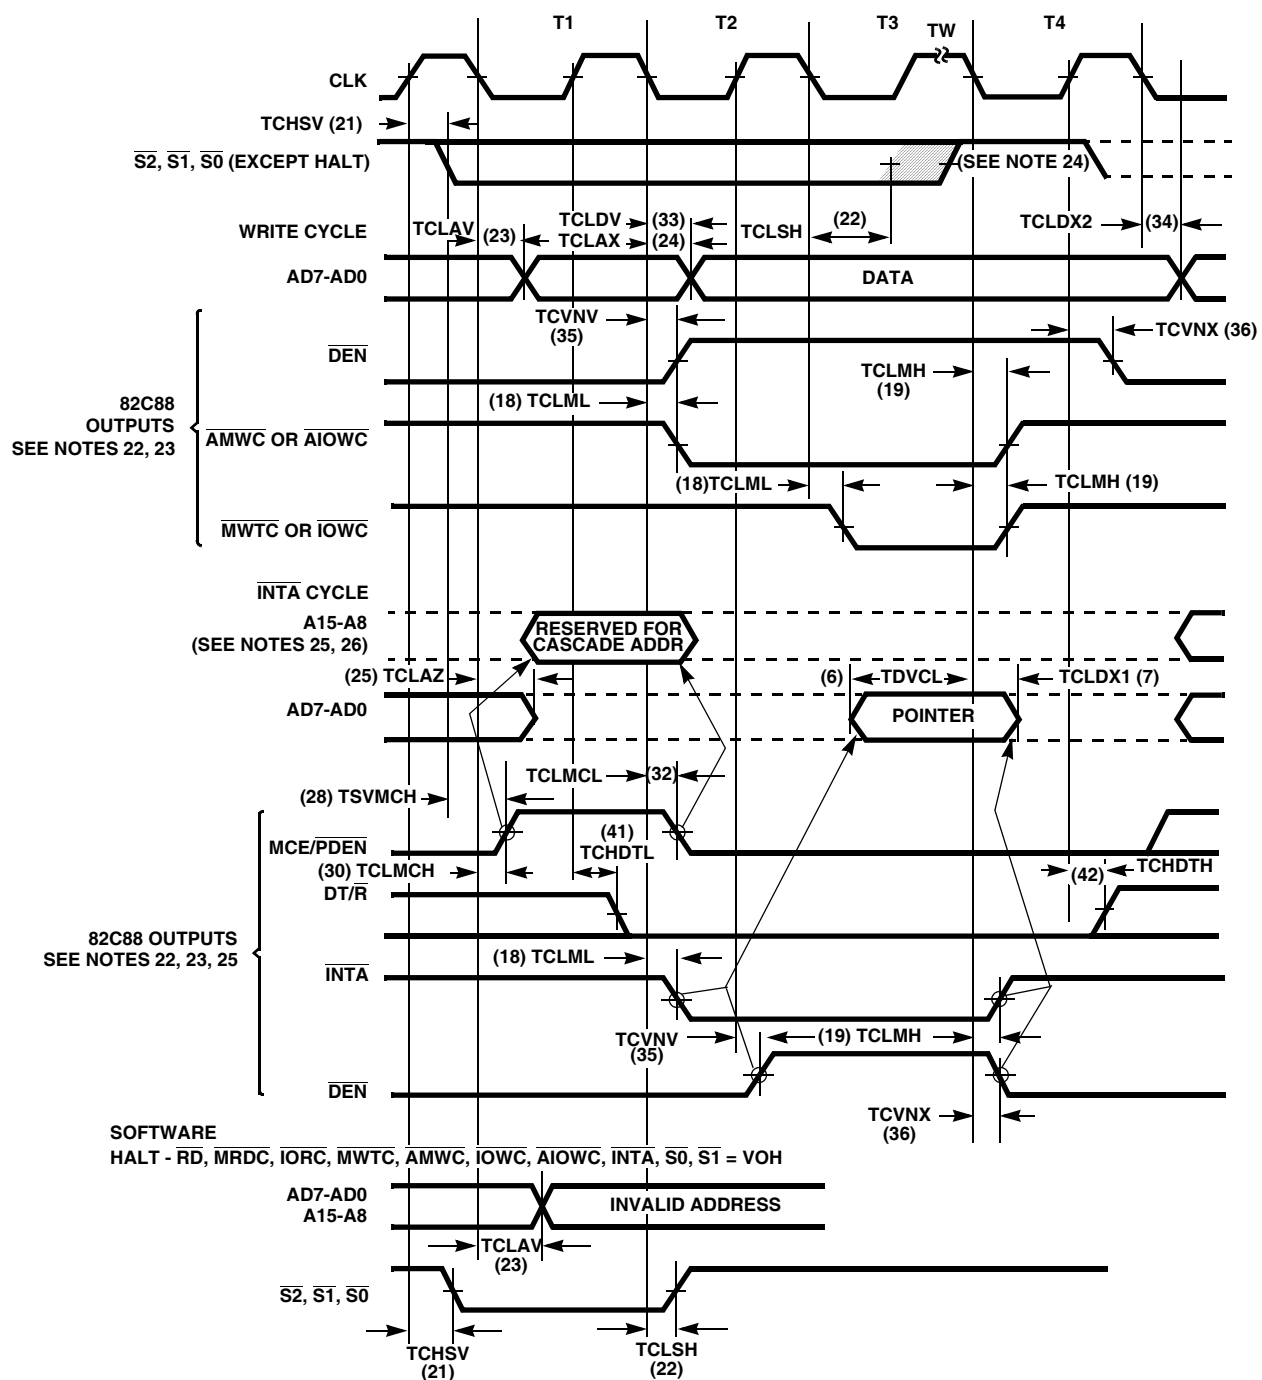 T1 T2 T3 TW T4
CLK
TCHSV (21)
S2, S1, S0 (EXCEPT HALT)
(SEE NOTE 24)
WRITE CYCLE
TCLAV (23)
TCLDV (33)
TCLAX (24)
TCLSH (22)
TCLDX2 (34)
AD7-AD0
DATA
TCVNV
(35)
TCVNX (36)
DEN
TCLMH
(19)
82C88
OUTPUTS
SEE NOTES 22, 23
(18) TCLML
AMWC OR AIOWC
(18)TCLML
TCLMH (19)
MWTC OR IOWC
INTA CYCLE
A15-A8
(SEE NOTES 25, 26)
RESERVED FOR
CASCADE ADDR
(25) TCLAZ
(6) TDVCL
TCLDX1 (7)
AD7-AD0
POINTER
TCLMCL (32)
(28) TSVMCH
MCE/PDEN
(41)
TCHDTL
(30) TCLMCH
(42) TCHDTH
DT/R
82C88 OUTPUTS
SEE NOTES 22, 23, 25
(18) TCLML
INTA
TCVNV
(35)
(19) TCLMH
DEN
TCVNX
(36)
SOFTWARE
HALT - RD, MRDC, IORC, MWTC, AMWC, IOWC, AIOWC, INTA, S0, S1 = VOH
AD7-AD0
A15-A8
INVALID ADDRESS
TCLAV
(23)
S2, S1, S0
TCHSV
(21)
TCLSH
(22)